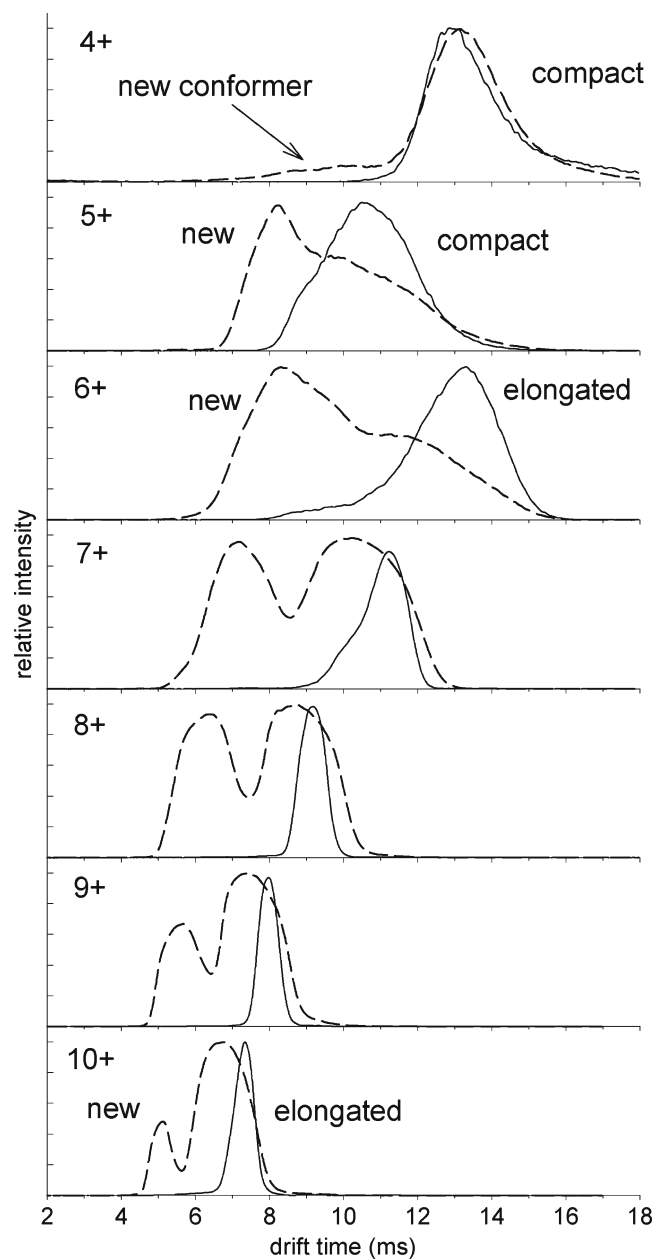 4+
new conformer
compact
5+
new
compact
6+
new
elongated
relative intensity
7+
8+
9+
10+
new
elongated
2 4 6 8 10 12 14 16 18
drift time (ms)